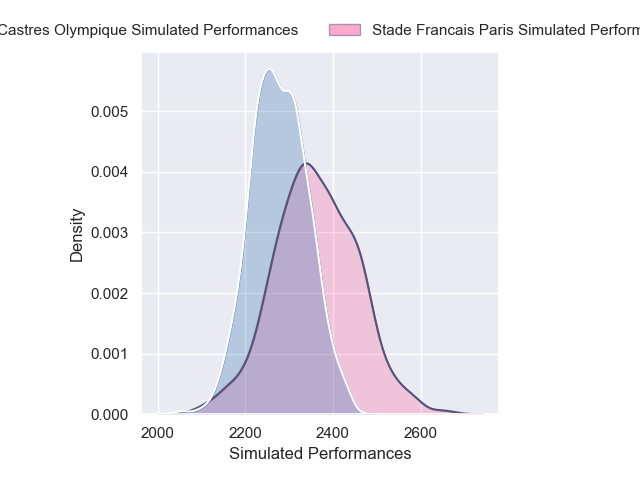 Castres Olympique Simulated Performances
Stade Francais Paris Simulated Perform
0.005
0.004
0.003
0.002
0.001
0.000
Density
2000
2200
2400
2600
Simulated Performances